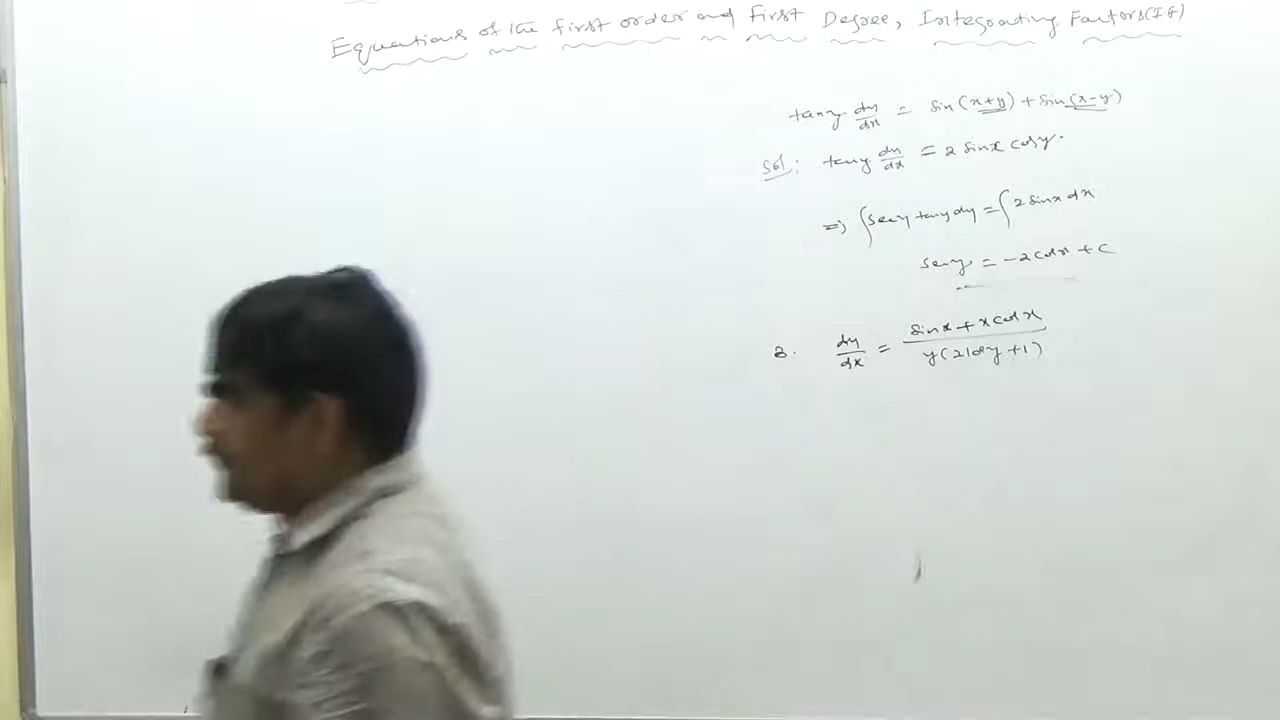 Equations of the first order and First Degree, Integrating Factors(IF)
tany dy/dx = sin(x+y) + sin(x-y)
Sol: tany dy/dx = 2 sinx cosy.
=> ∫secy tany dy = ∫2 sinx dx
secy = -2cosx + c
2. dy/dx = sinx + x cosx / y(2logy + 1)